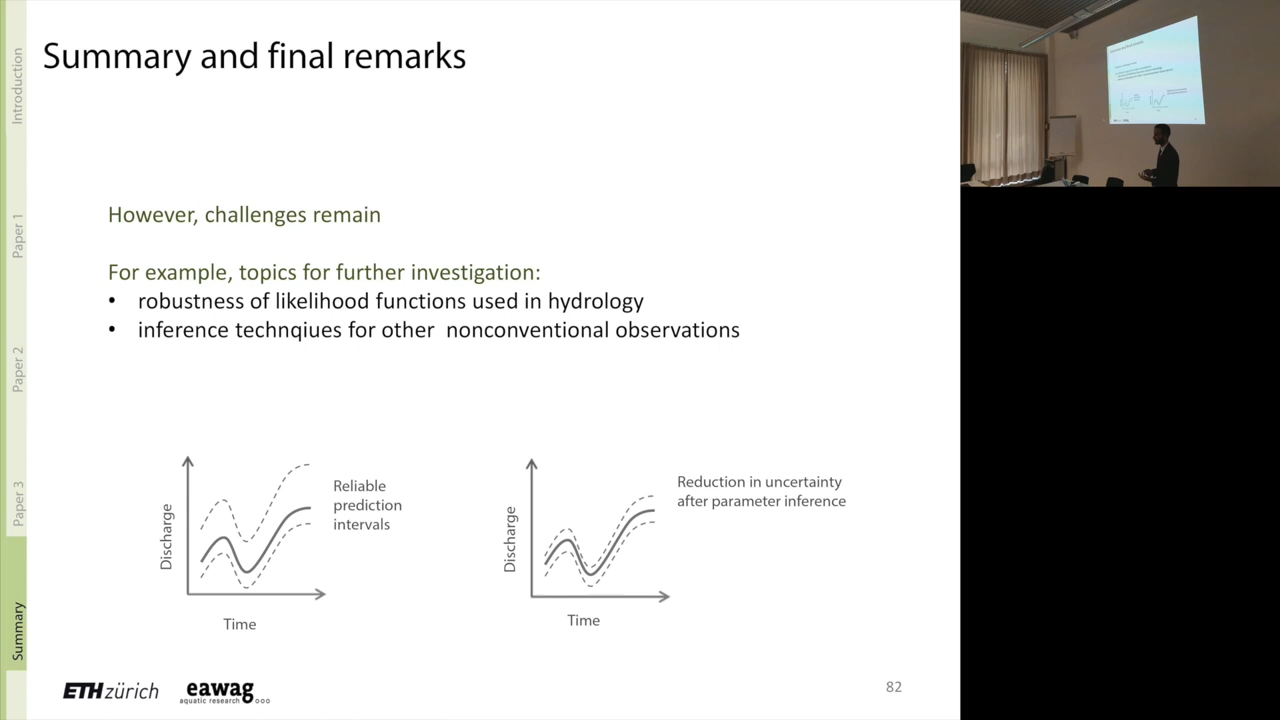 Summary and final remarks
Introduction
Paper 1
Paper 2
Paper 3
Summary
However, challenges remain
For example, topics for further investigation:
• robustness of likelihood functions used in hydrology
• inference technqiues for other nonconventional observations
Discharge
Time
Reliable
prediction
intervals
Discharge
Time
Reduction in uncertainty
after parameter inference
ETH zürich
eawag
aquatic research
82